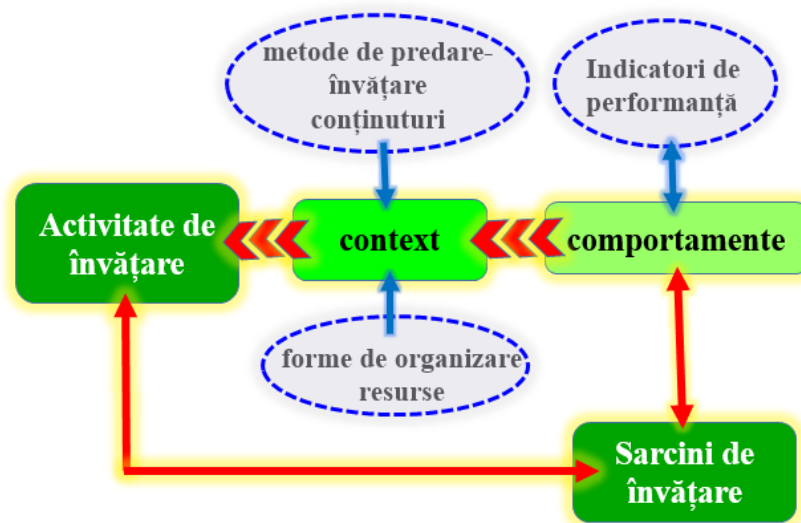 metode de predare-
învățare
conținuturi
Indicatori de
performanță
Activitate de
învățare
context
comportamente
forme de organizare
resurse
Sarcini de
învățare